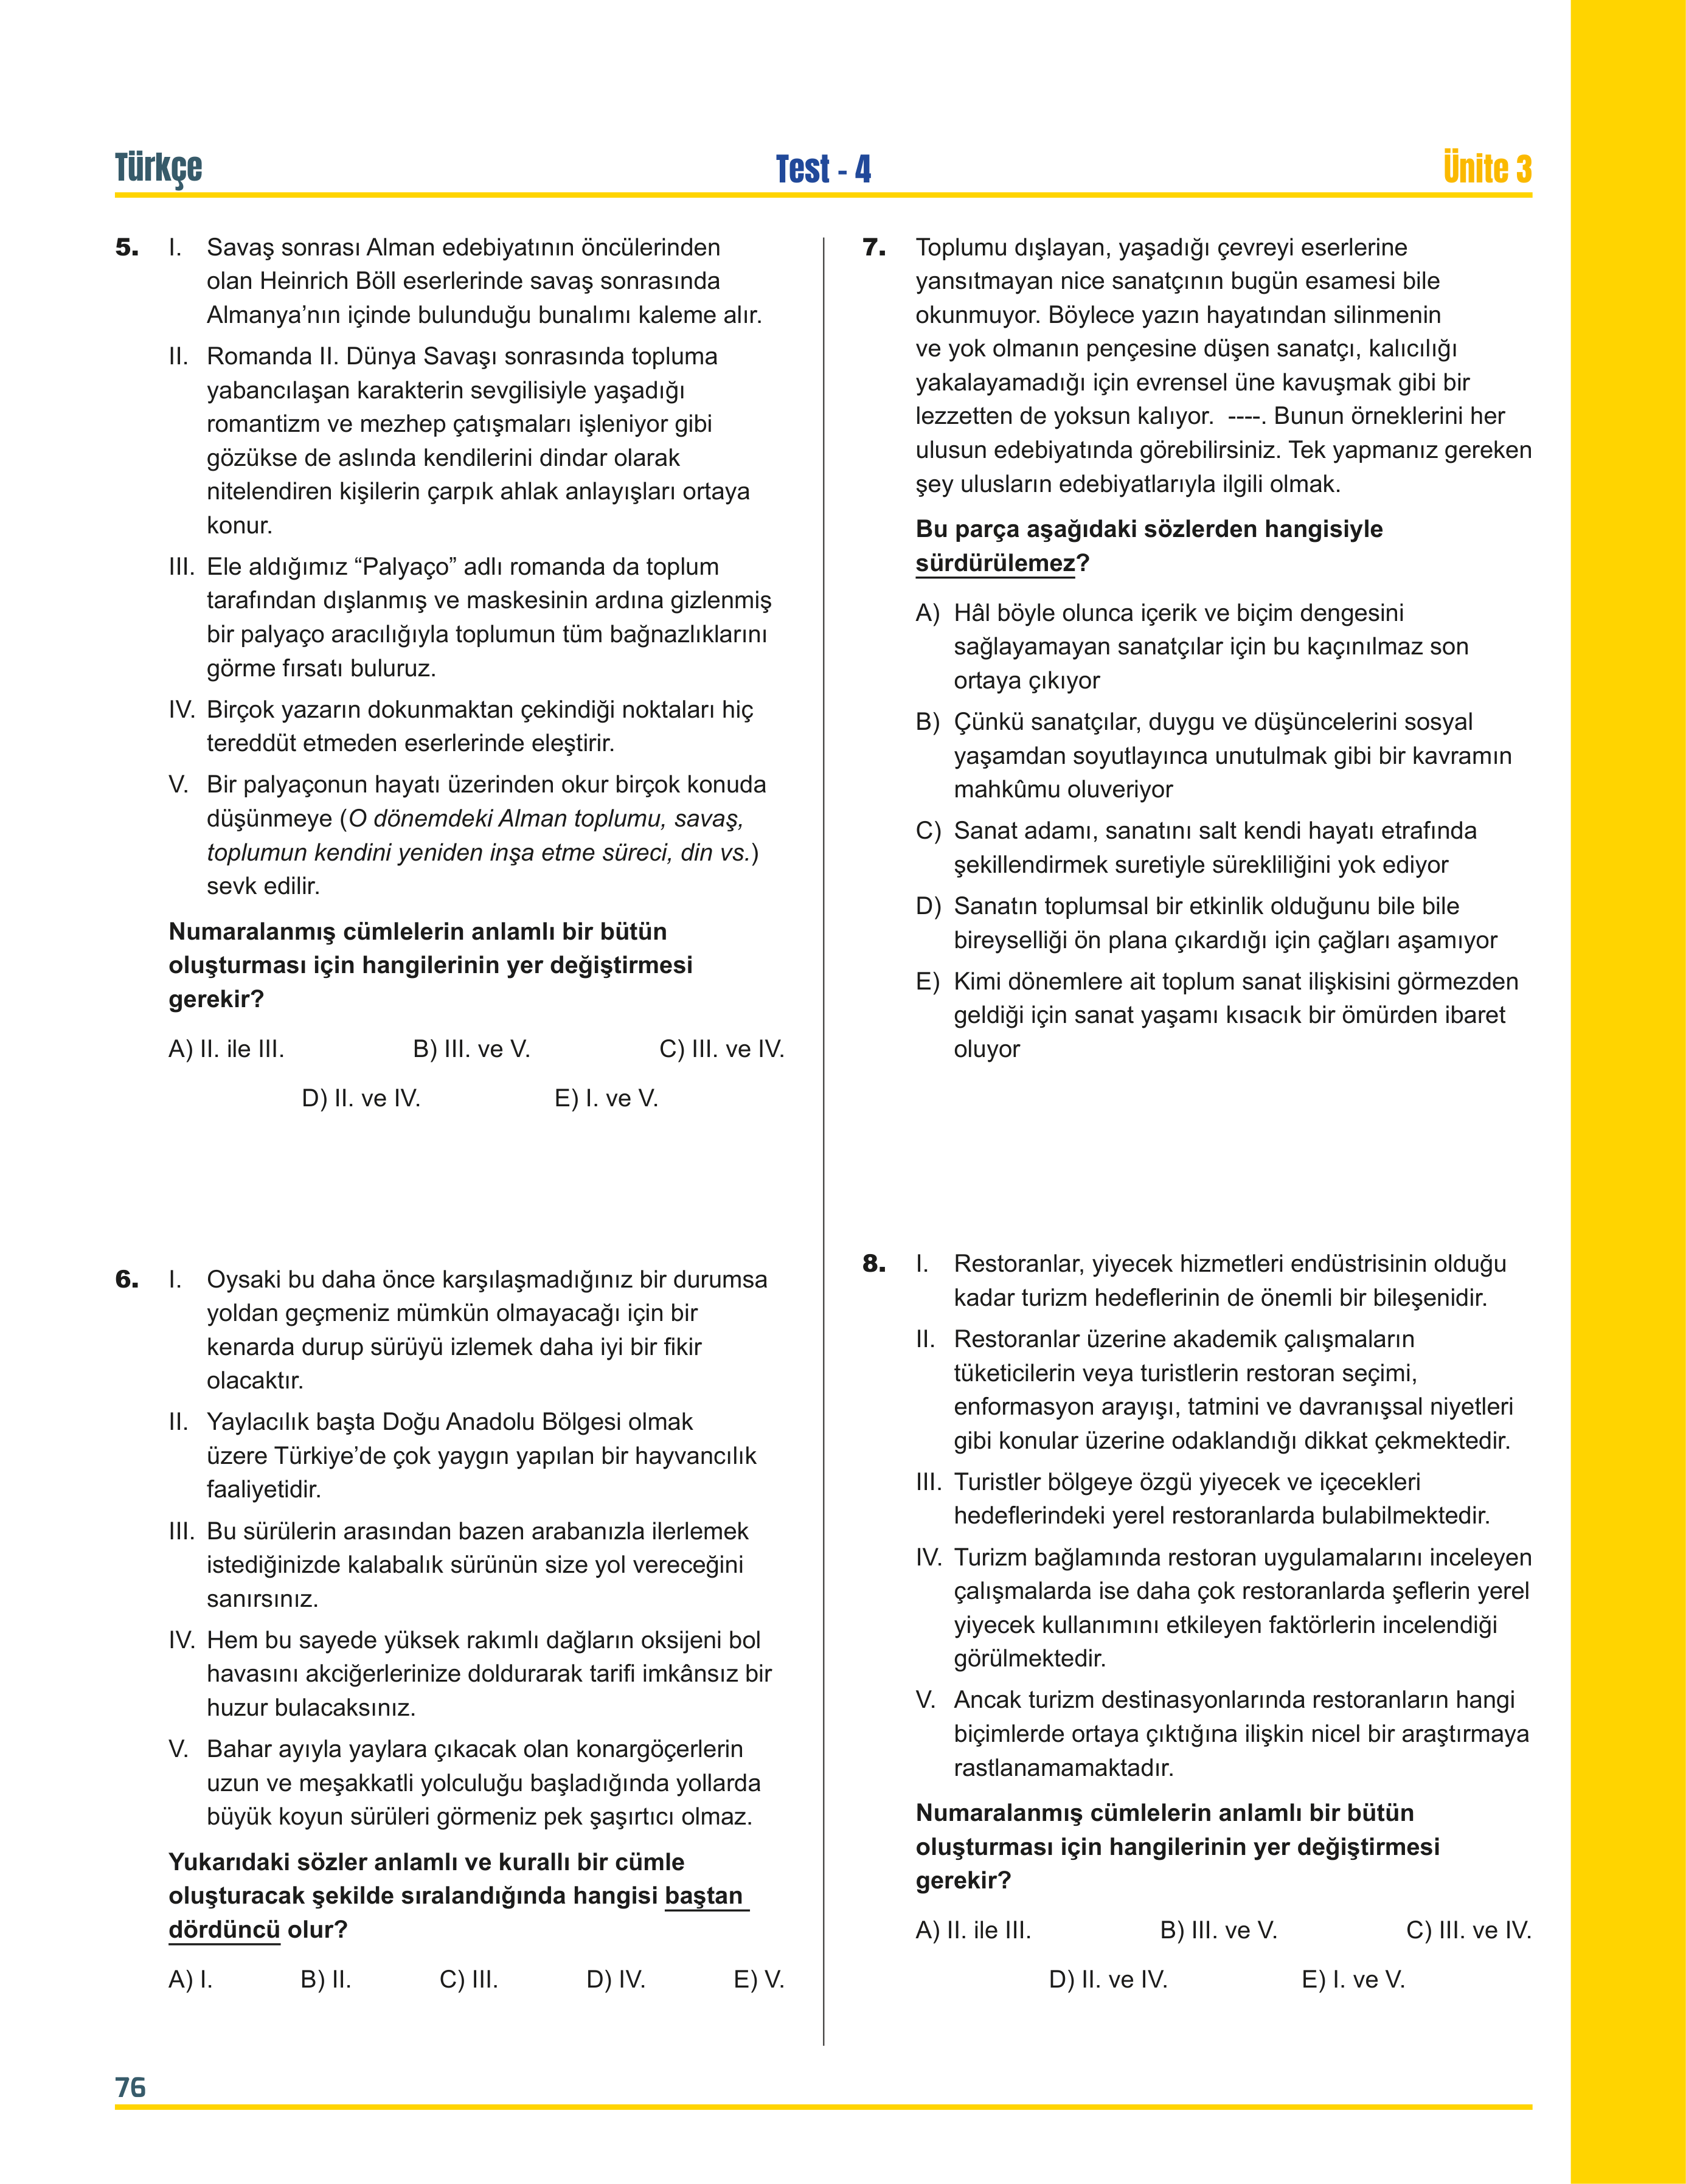 Türkçe
Test - 4
Ünite 3
5. I. Savaş sonrası Alman edebiyatının öncülerinden
olan Heinrich Böll eserlerinde savaş sonrasında
Almanya’nın içinde bulunduğu bunalımı kaleme alır.
II. Romanda II. Dünya Savaşı sonrasında topluma
yabancılaşan karakterin sevgilisiyle yaşadığı
romantizm ve mezhep çatışmaları işleniyor gibi
gözükse de aslında kendilerini dindar olarak
nitelendiren kişilerin çarpık ahlak anlayışları ortaya
konur.
III. Ele aldığımız “Palyaço” adlı romanda da toplum
tarafından dışlanmış ve maskesinin ardına gizlenmiş
bir palyaço aracılığıyla toplumun tüm bağnazlıklarını
görme fırsatı buluruz.
IV. Birçok yazarın dokunmaktan çekindiği noktaları hiç
tereddüt etmeden eserlerinde eleştirir.
V. Bir palyaçonun hayatı üzerinden okur birçok konuda
düşünmeye (O dönemdeki Alman toplumu, savaş,
toplumun kendini yeniden inşa etme süreci, din vs.)
sevk edilir.
Numaralanmış cümlelerin anlamlı bir bütün
oluşturması için hangilerinin yer değiştirmesi
gerekir?
A) II. ile III. B) III. ve V. C) III. ve IV.
D) II. ve IV. E) I. ve V.
6. I. Oysaki bu daha önce karşılaşmadığınız bir durumsa
yoldan geçmeniz mümkün olmayacağı için bir
kenarda durup sürüyü izlemek daha iyi bir fikir
olacaktır.
II. Yaylacılık başta Doğu Anadolu Bölgesi olmak
üzere Türkiye’de çok yaygın yapılan bir hayvancılık
faaliyetidir.
III. Bu sürülerin arasından bazen arabanızla ilerlemek
istediğinizde kalabalık sürünün size yol vereceğini
sanırsınız.
IV. Hem bu sayede yüksek rakımlı dağların oksijeni bol
havasını akciğerlerinize doldurarak tarifi imkânsız bir
huzur bulacaksınız.
V. Bahar ayıyla yaylara çıkacak olan konargöçerlerin
uzun ve meşakkatli yolculuğu başladığında yollarda
büyük koyun sürüleri görmeniz pek şaşırtıcı olmaz.
Yukarıdaki sözler anlamlı ve kurallı bir cümle
oluşturacak şekilde sıralandığında hangisi baştan
dördüncü olur?
A) I. B) II. C) III. D) IV. E) V.
7. Toplumu dışlayan, yaşadığı çevreyi eserlerine
yansıtmayan nice sanatçının bugün esamesi bile
okunmuyor. Böylece yazın hayatından silinmenin
ve yok olmanın pençesine düşen sanatçı, kalıcılığı
yakalayamadığı için evrensel üne kavuşmak gibi bir
lezzetten de yoksun kalıyor. ----. Bunun örneklerini her
ulusun edebiyatında görebilirsiniz. Tek yapmanız gereken
şey ulusların edebiyatlarıyla ilgili olmak.
Bu parça aşağıdaki sözlerden hangisiyle
sürdürülemez?
A) Hâl böyle olunca içerik ve biçim dengesini
sağlayamayan sanatçılar için bu kaçınılmaz son
ortaya çıkıyor
B) Çünkü sanatçılar, duygu ve düşüncelerini sosyal
yaşamdan soyutlayınca unutulmak gibi bir kavramın
mahkûmu oluveriyor
C) Sanat adamı, sanatını salt kendi hayatı etrafında
şekillendirmek suretiyle sürekliliğini yok ediyor
D) Sanatın toplumsal bir etkinlik olduğunu bile bile
bireyselliği ön plana çıkardığı için çağları aşamıyor
E) Kimi dönemlere ait toplum sanat ilişkisini görmezden
geldiği için sanat yaşamı kısacık bir ömürden ibaret
oluyor
8. I. Restoranlar, yiyecek hizmetleri endüstrisinin olduğu
kadar turizm hedeflerinin de önemli bir bileşenidir.
II. Restoranlar üzerine akademik çalışmaların
tüketicilerin veya turistlerin restoran seçimi,
enformasyon arayışı, tatmini ve davranışsal niyetleri
gibi konular üzerine odaklandığı dikkat çekmektedir.
III. Turistler bölgeye özgü yiyecek ve içecekleri
hedeflerindeki yerel restoranlarda bulabilmektedir.
IV. Turizm bağlamında restoran uygulamalarını inceleyen
çalışmalarda ise daha çok restoranlarda şeflerin yerel
yiyecek kullanımını etkileyen faktörlerin incelendiği
görülmektedir.
V. Ancak turizm destinasyonlarında restoranların hangi
biçimlerde ortaya çıktığına ilişkin nicel bir araştırmaya
rastlanamamaktadır.
Numaralanmış cümlelerin anlamlı bir bütün
oluşturması için hangilerinin yer değiştirmesi
gerekir?
A) II. ile III. B) III. ve V. C) III. ve IV.
D) II. ve IV. E) I. ve V.
76